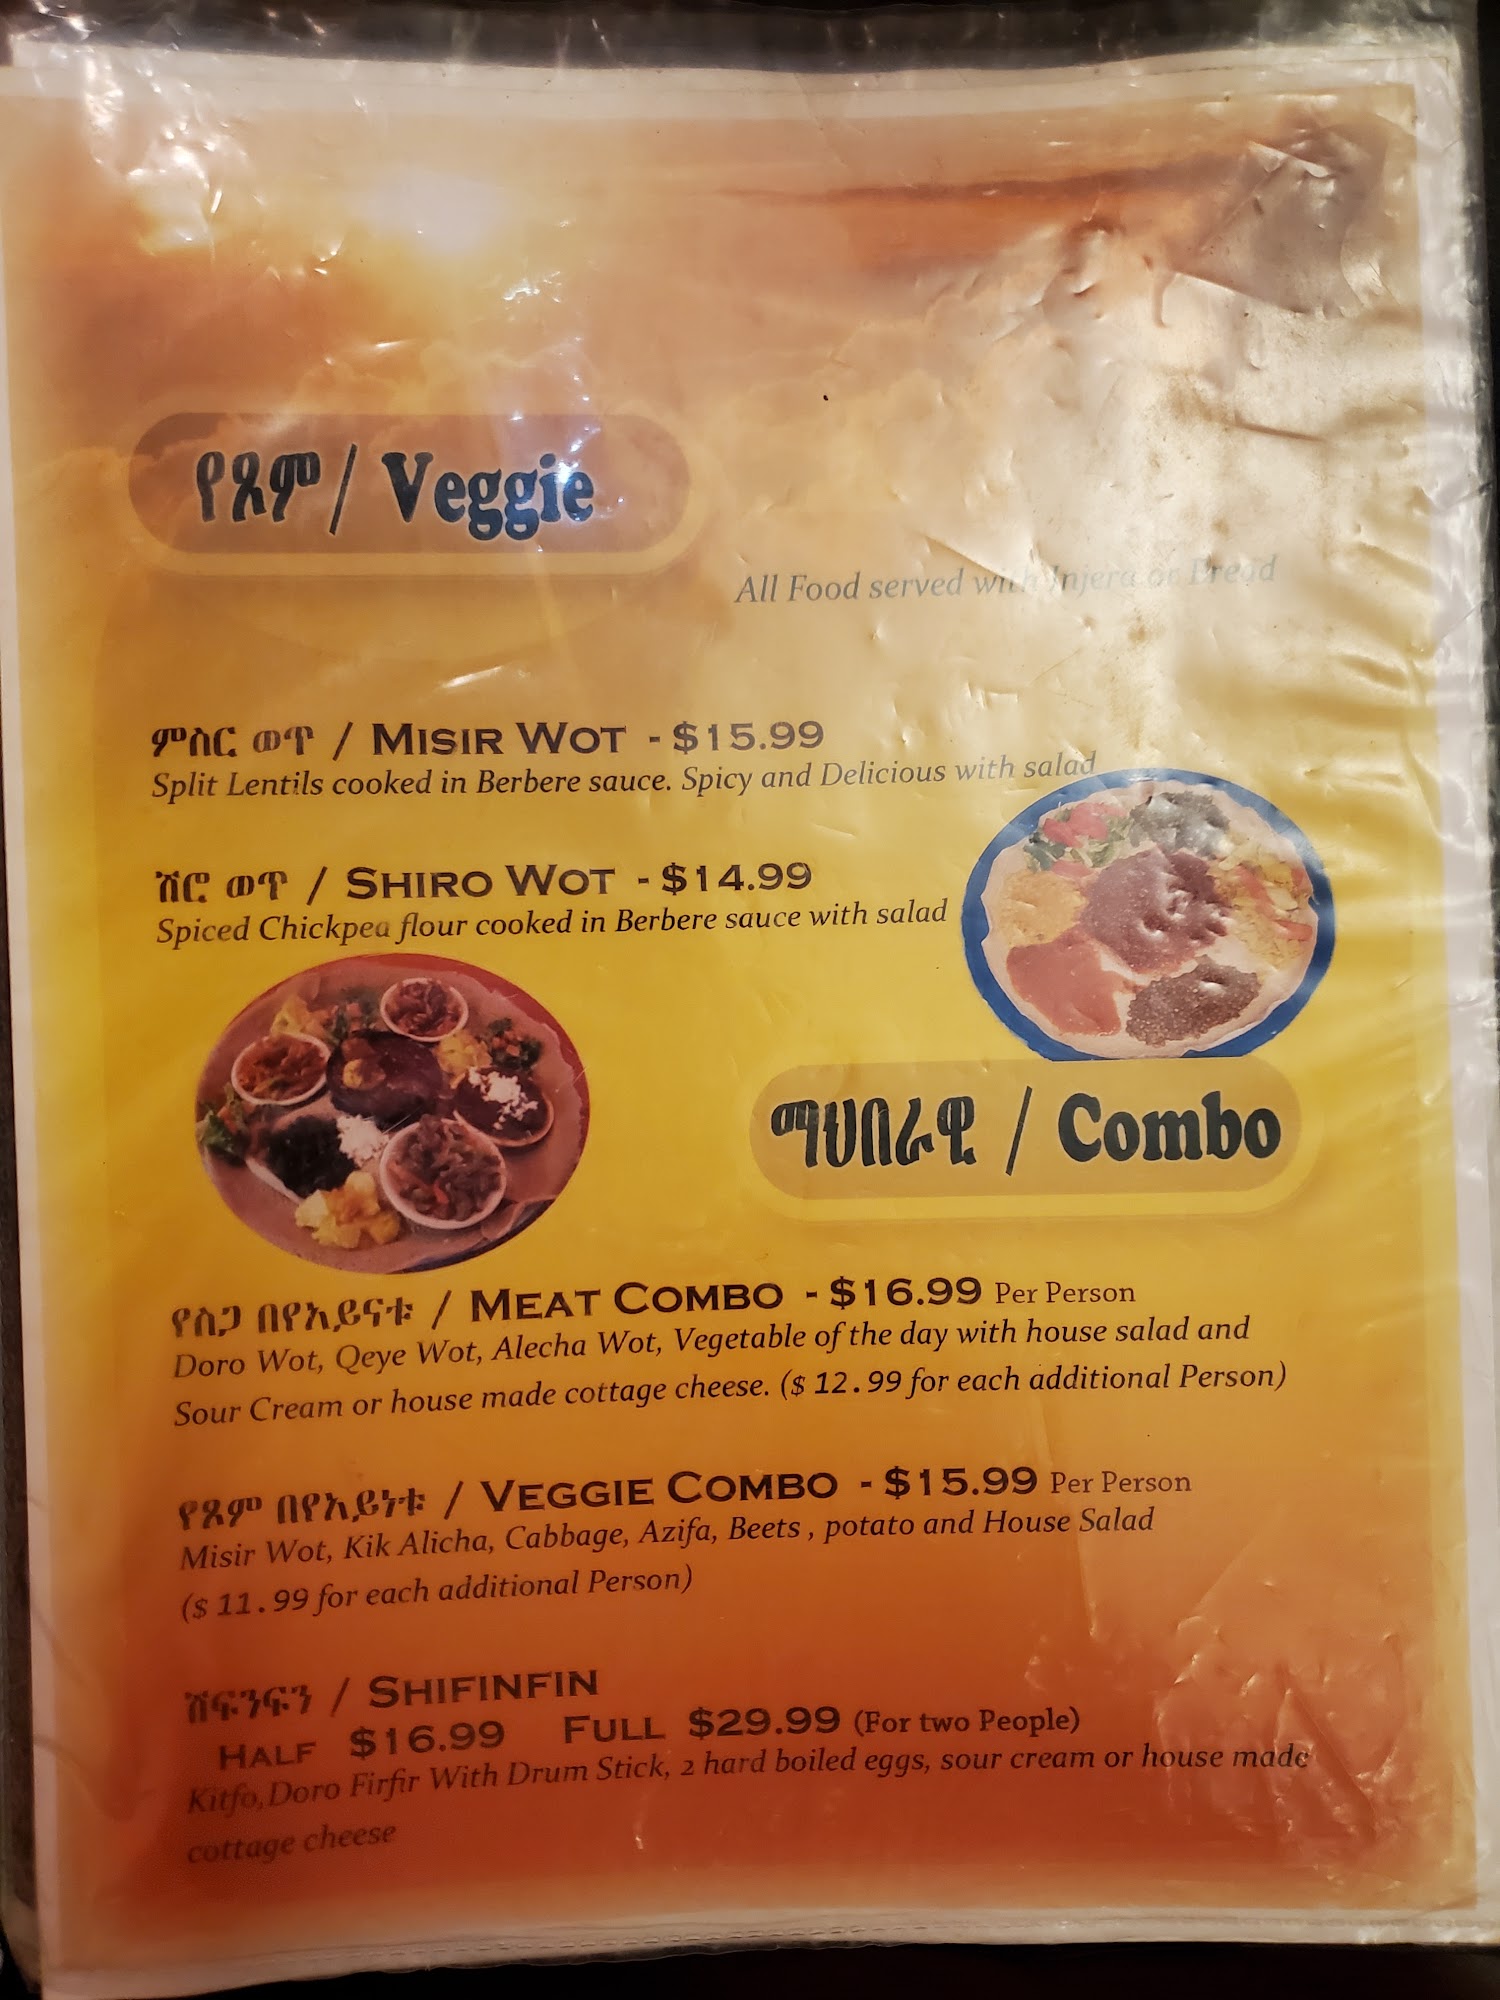 የጾም / Veggie
All Food served with Injera or Bread
ምስር ወጥ / MISIR WOT - $15.99
Split Lentils cooked in Berbere sauce. Spicy and Delicious with salad
ሽሮ ወጥ / SHIRO WOT - $14.99
Spiced Chickpea flour cooked in Berbere sauce with salad
ማህበራዊ / Combo
የስጋ በየአይናቱ / MEAT COMBO - $16.99 Per Person
Doro Wot, Qeye Wot, Alecha Wot, Vegetable of the day with house salad and
Sour Cream or house made cottage cheese. ($ 12.99 for each additional Person)
የጾም በየአይነቱ / VEGGIE COMBO - $15.99 Per Person
Misir Wot, Kik Alicha, Cabbage, Azifa, Beets , potato and House Salad
($ 11.99 for each additional Person)
ሽፍንፍን / SHIFINFIN
HALF $16.99 FULL $29.99 (For two People)
Kitfo,Doro Firfir With Drum Stick, 2 hard boiled eggs, sour cream or house made
cottage cheese